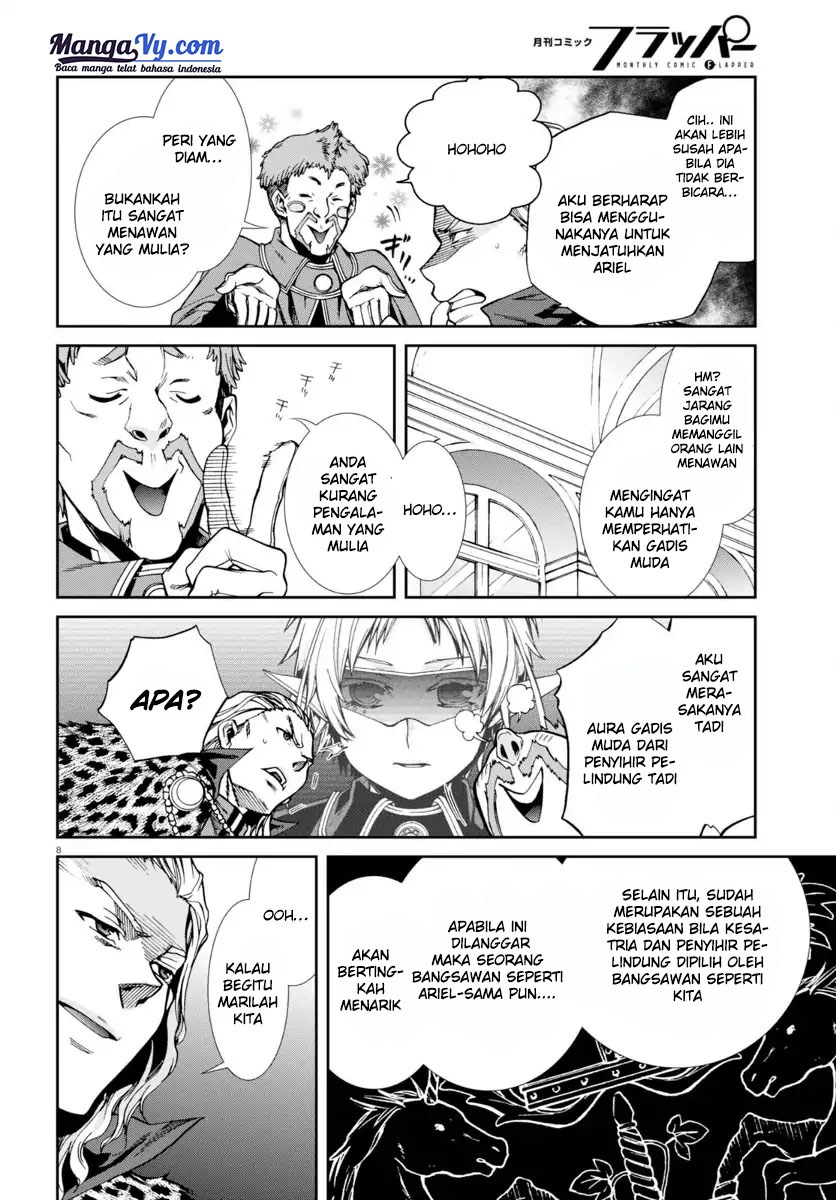 MangaVy.com
Baca manga telat bahasa indonesia
月刊コミック
フラッパー
MONTHLY COMIC FLAPPER
CIH.. INI
AKAN LEBIH
SUSAH APA-
BILA DIA
TIDAK BER-
BICARA...
AKU BERHARAP
BISA MENGGU-
NAKANYA UNTUK
MENJATUHKAN
ARIEL
HOHOHO
PERI YANG
DIAM...
BUKANKAH
ITU SANGAT
MENAWAN
YANG MULIA?
HM?
SANGAT
JARANG
BAGIMU
MEMANGGIL
ORANG LAIN
MENAWAN
MENGINGAT
KAMU HANYA
MEMPERHATI-
KAN GADIS
MUDA
HOHO...
ANDA
SANGAT
KURANG
PENGALA-
MAN YANG
MULIA
AKU
SANGAT
MERA-
SAKANYA
TADI
AURA GADIS
MUDA DARI
PENYIHIR PE-
LINDUNG TADI
APA?
8
SELAIN ITU, SUDAH
MERUPAKAN SEBUAH
KEBIASAAN BILA KESA-
TRIA DAN PENYIHIR PE-
LINDUNG DIPILIH OLEH
BANGSAWAN SEPERTI
KITA
APABILA INI
DILANGGAR
MAKA SEORANG
BANGSAWAN SEPERTI
ARIEL-SAMA PUN....
AKAN
BERTING-
KAH
MENARIK
OOH...
KALAU
BEGITU
MARILAH
KITA